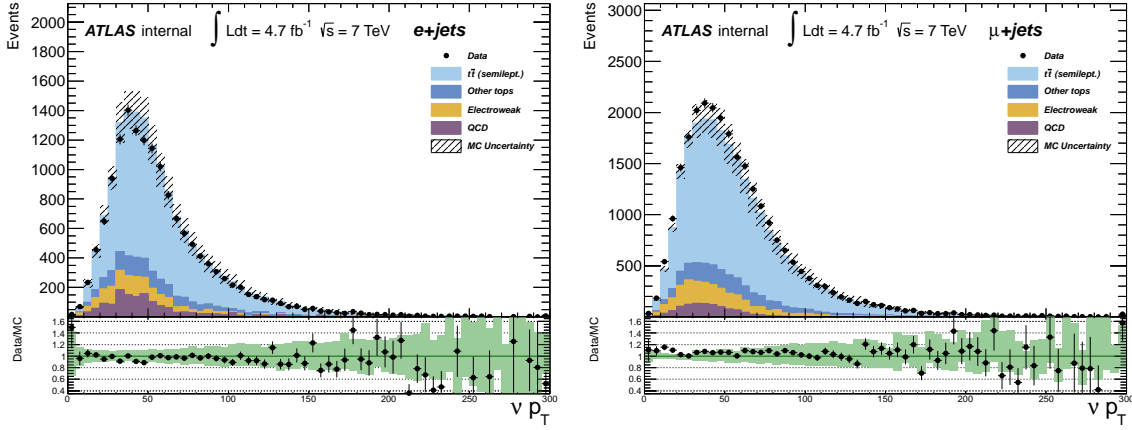 Events
2000
1800
1600
1400
1200
1000
800
600
400
200
ATLAS internal ∫ Ldt = 4.7 fb⁻¹ √s = 7 TeV e+jets
Data
tt̄ (semilept.)
Other tops
Electroweak
QCD
MC Uncertainty
Data/MC
1.6
1.4
1.2
1
0.8
0.6
0.4
0 50 100 150 200 250 300
ν p_T
Events
3000
2500
2000
1500
1000
500
ATLAS internal ∫ Ldt = 4.7 fb⁻¹ √s = 7 TeV μ+jets
Data
tt̄ (semilept.)
Other tops
Electroweak
QCD
MC Uncertainty
Data/MC
1.6
1.4
1.2
1
0.8
0.6
0.4
0 50 100 150 200 250 300
ν p_T